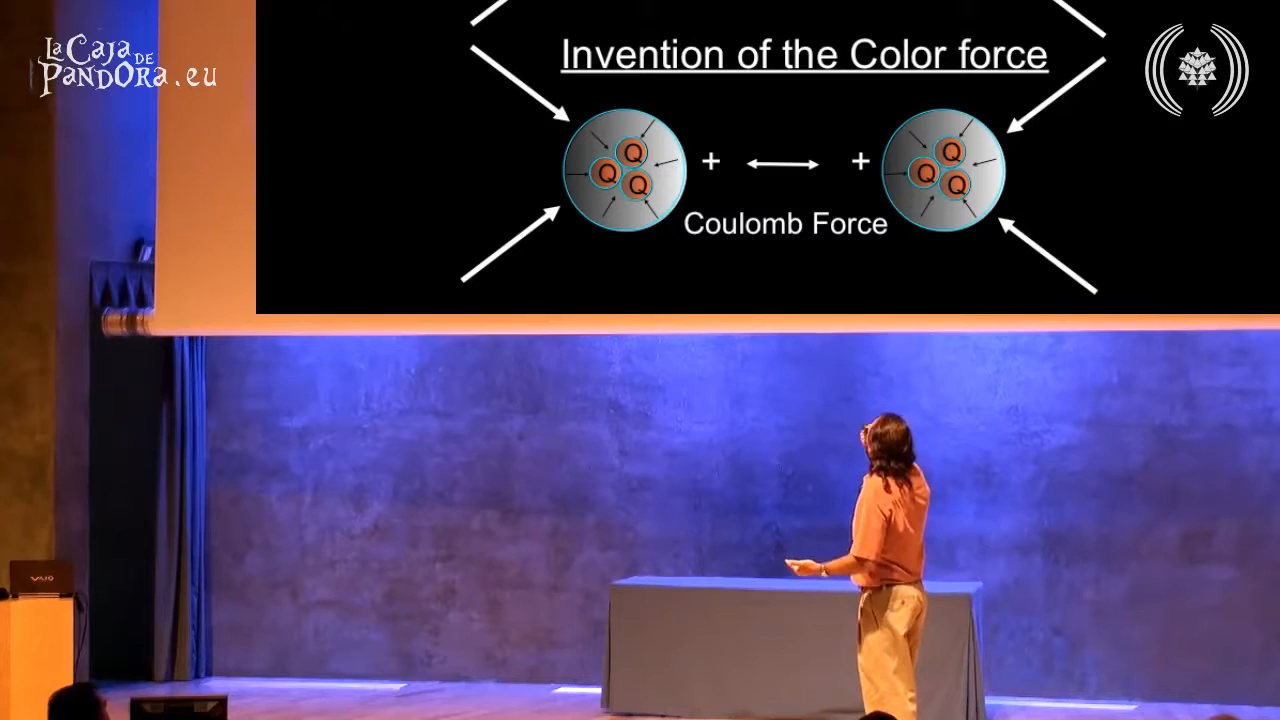 La Caja
DE
PANDORA.eu
Invention of the Color force
Q Q
Q Q
Q Q
+ +
Coulomb Force
VAIO